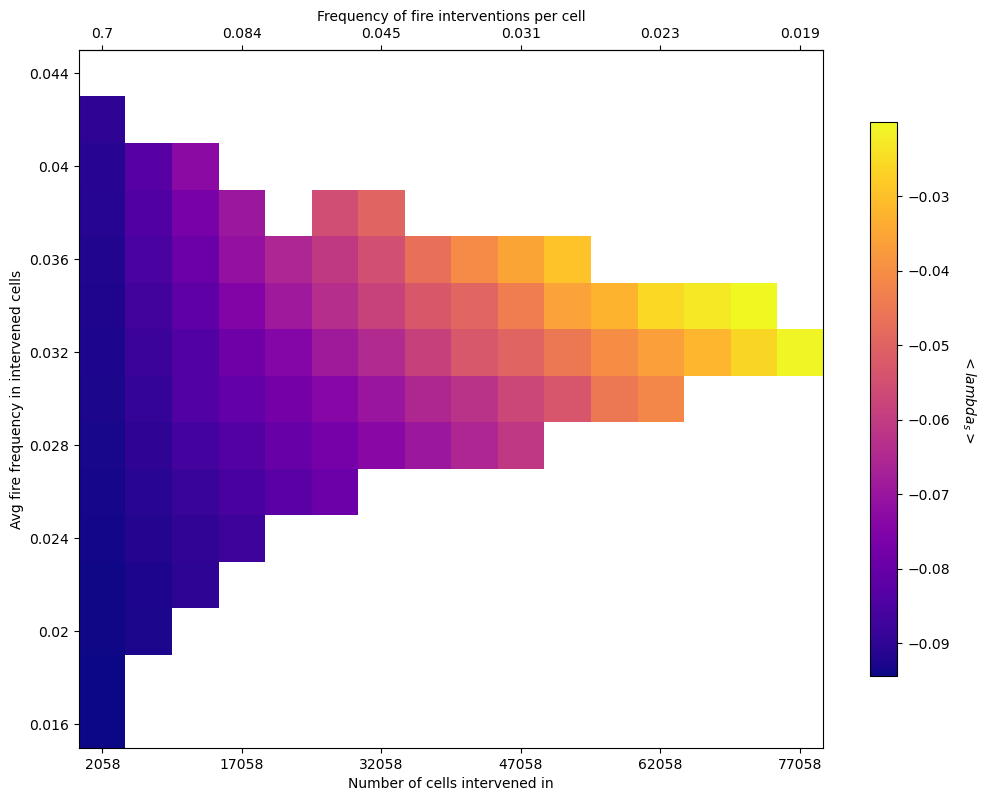 Frequency of fire interventions per cell
0.7 0.084 0.045 0.031 0.023 0.019
Avg fire frequency in intervened cells
0.044
0.04
0.036
0.032
0.028
0.024
0.02
0.016
2058 17058 32058 47058 62058 77058
Number of cells intervened in
−0.03
−0.04
−0.05
−0.06
−0.07
−0.08
−0.09
< lambda_s >